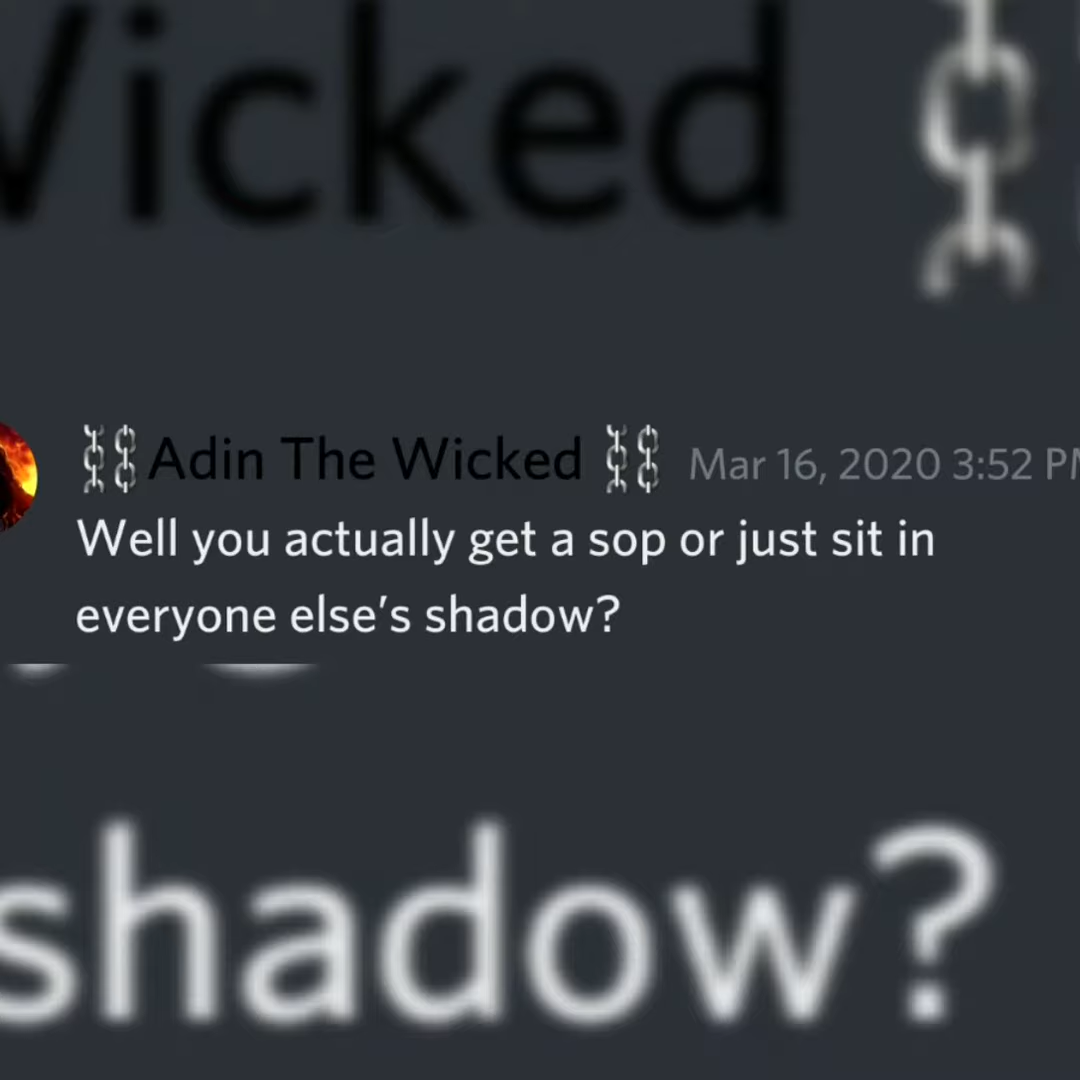 Wicked ⛓
⛓Adin The Wicked ⛓ Mar 16, 2020 3:52 PM
Well you actually get a sop or just sit in
everyone else’s shadow?
shadow?